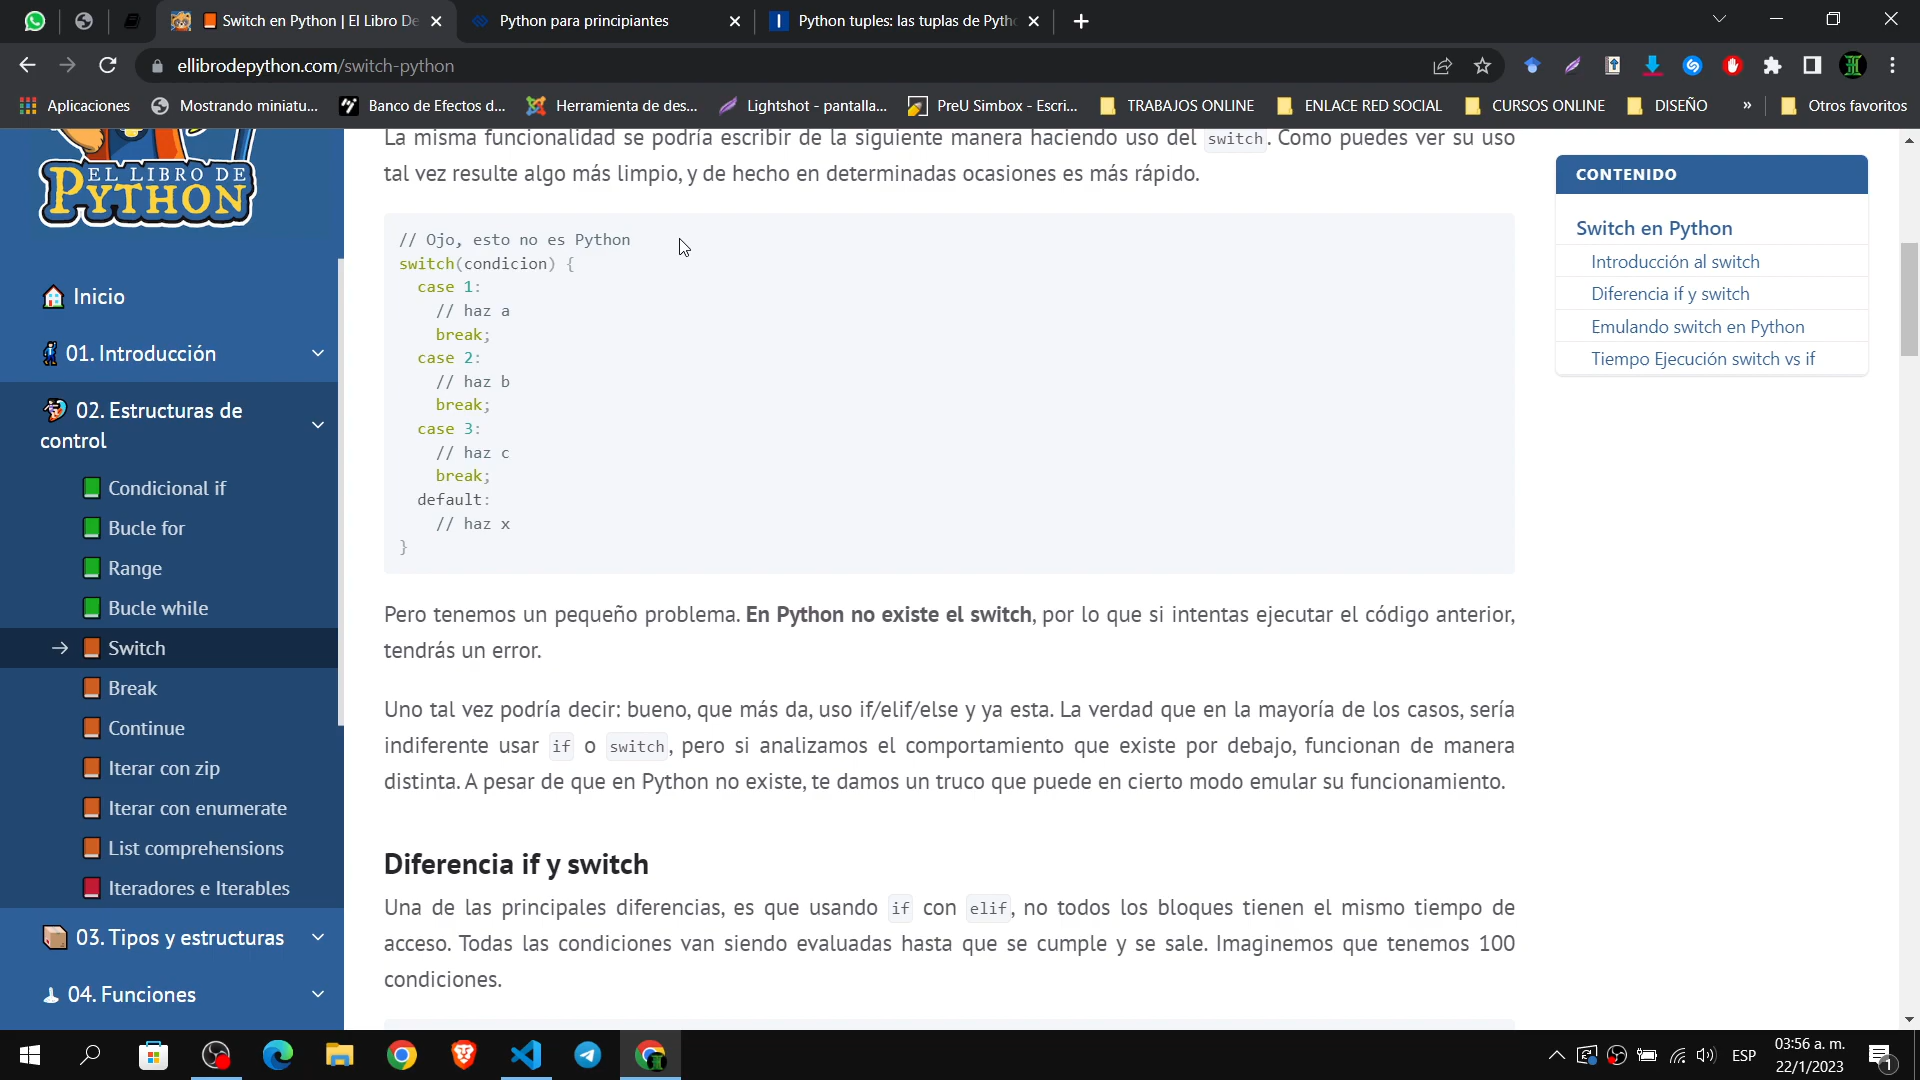 Switch en Python | El Libro De
Python para principiantes
Python tuples: las tuplas de Pyth
ellibrodepython.com/switch-python
Aplicaciones
Mostrando miniatu...
Banco de Efectos d...
Herramienta de des...
Lightshot - pantalla...
PreU Simbox - Escri...
TRABAJOS ONLINE
ENLACE RED SOCIAL
CURSOS ONLINE
DISEÑO
»
Otros favoritos
EL LIBRO DE
PYTHON
Inicio
01. Introducción
02. Estructuras de
control
Condicional if
Bucle for
Range
Bucle while
→ Switch
Break
Continue
Iterar con zip
Iterar con enumerate
List comprehensions
Iteradores e Iterables
03. Tipos y estructuras
04. Funciones
La misma funcionalidad se podría escribir de la siguiente manera haciendo uso del switch. Como puedes ver su uso
tal vez resulte algo más limpio, y de hecho en determinadas ocasiones es más rápido.
// Ojo, esto no es Python
switch(condicion) {
case 1:
// haz a
break;
case 2:
// haz b
break;
case 3:
// haz c
break;
default:
// haz x
}
Pero tenemos un pequeño problema. En Python no existe el switch, por lo que si intentas ejecutar el código anterior,
tendrás un error.
Uno tal vez podría decir: bueno, que más da, uso if/elif/else y ya esta. La verdad que en la mayoría de los casos, sería
indiferente usar if o switch, pero si analizamos el comportamiento que existe por debajo, funcionan de manera
distinta. A pesar de que en Python no existe, te damos un truco que puede en cierto modo emular su funcionamiento.
Diferencia if y switch
Una de las principales diferencias, es que usando if con elif, no todos los bloques tienen el mismo tiempo de
acceso. Todas las condiciones van siendo evaluadas hasta que se cumple y se sale. Imaginemos que tenemos 100
condiciones.
CONTENIDO
Switch en Python
Introducción al switch
Diferencia if y switch
Emulando switch en Python
Tiempo Ejecución switch vs if
ESP
03:56 a. m.
22/1/2023
1